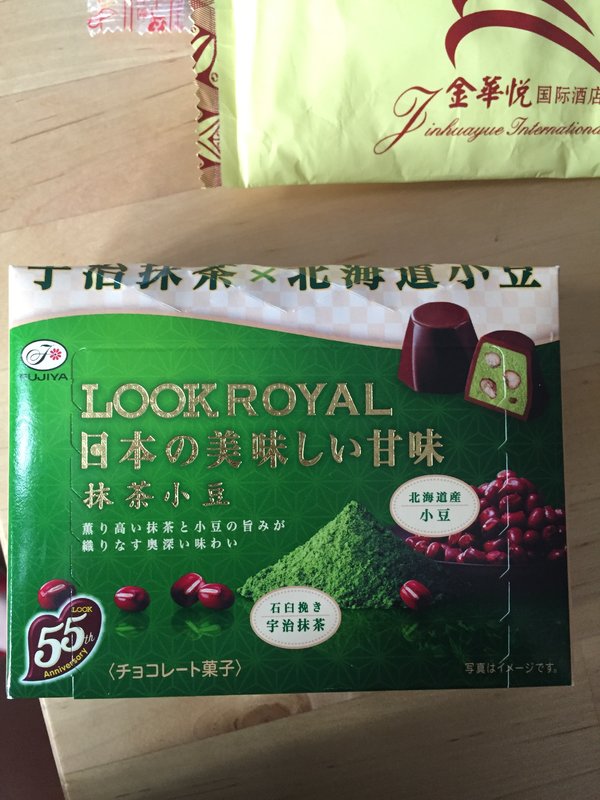 金華悦国际酒店
Jinhuayue International
宇治抹茶×北海道小豆
FUJIYA
LOOK ROYAL
日本の美味しい甘味
抹茶小豆
薫り高い抹茶と小豆の旨みが
織りなす奥深い味わい
北海道産
小豆
石臼挽き
宇治抹茶
LOOK
55th
Anniversary
〈チョコレート菓子〉
写真はイメージです。